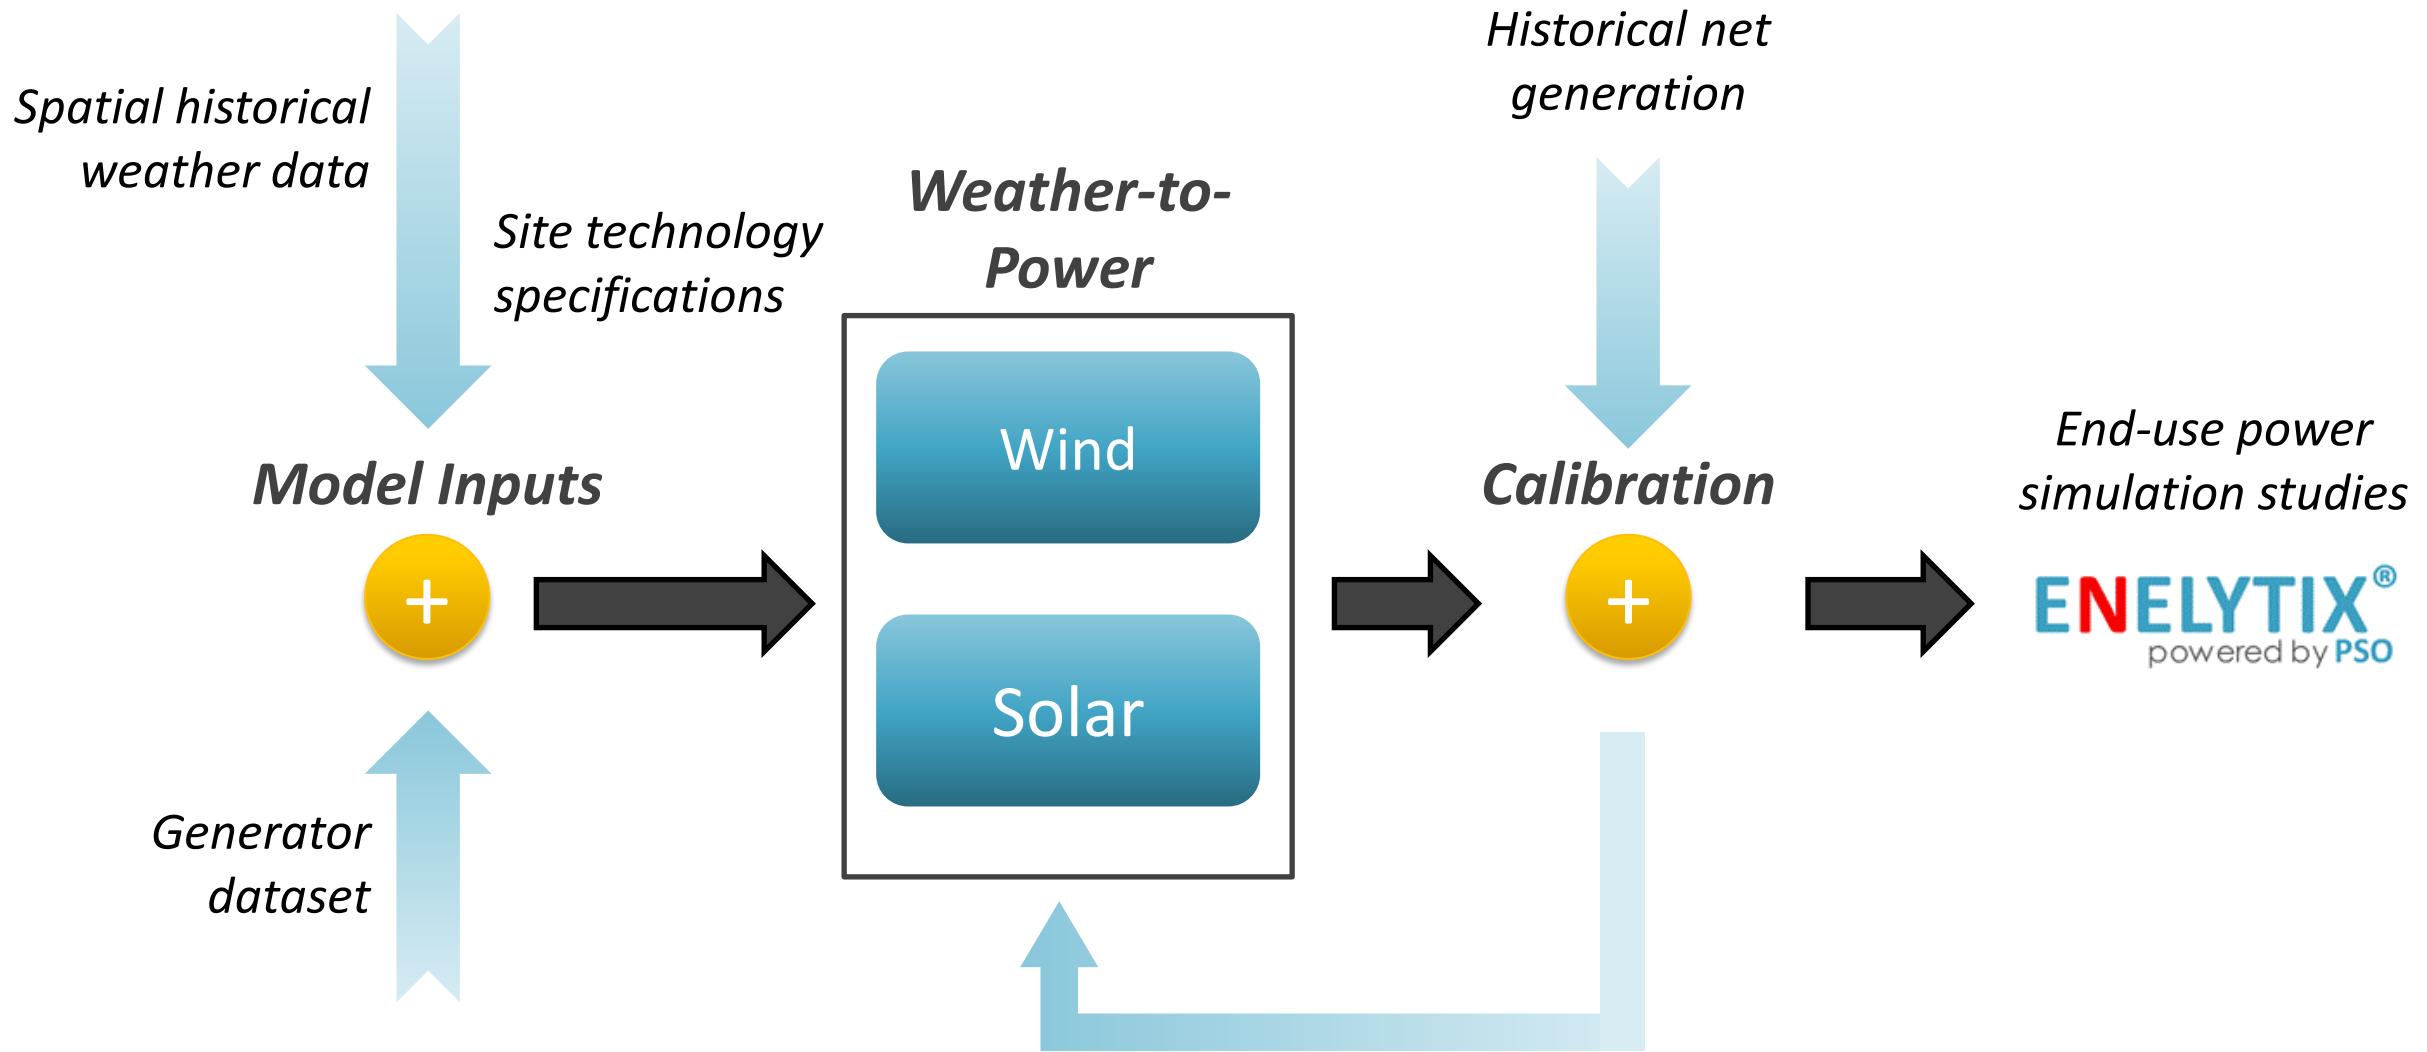 Spatial historical
weather data
Site technology
specifications
Model Inputs
+
Generator
dataset
Weather-to-
Power
Wind
Solar
Historical net
generation
Calibration
+
End-use power
simulation studies
ENELYTIX®
powered by PSO